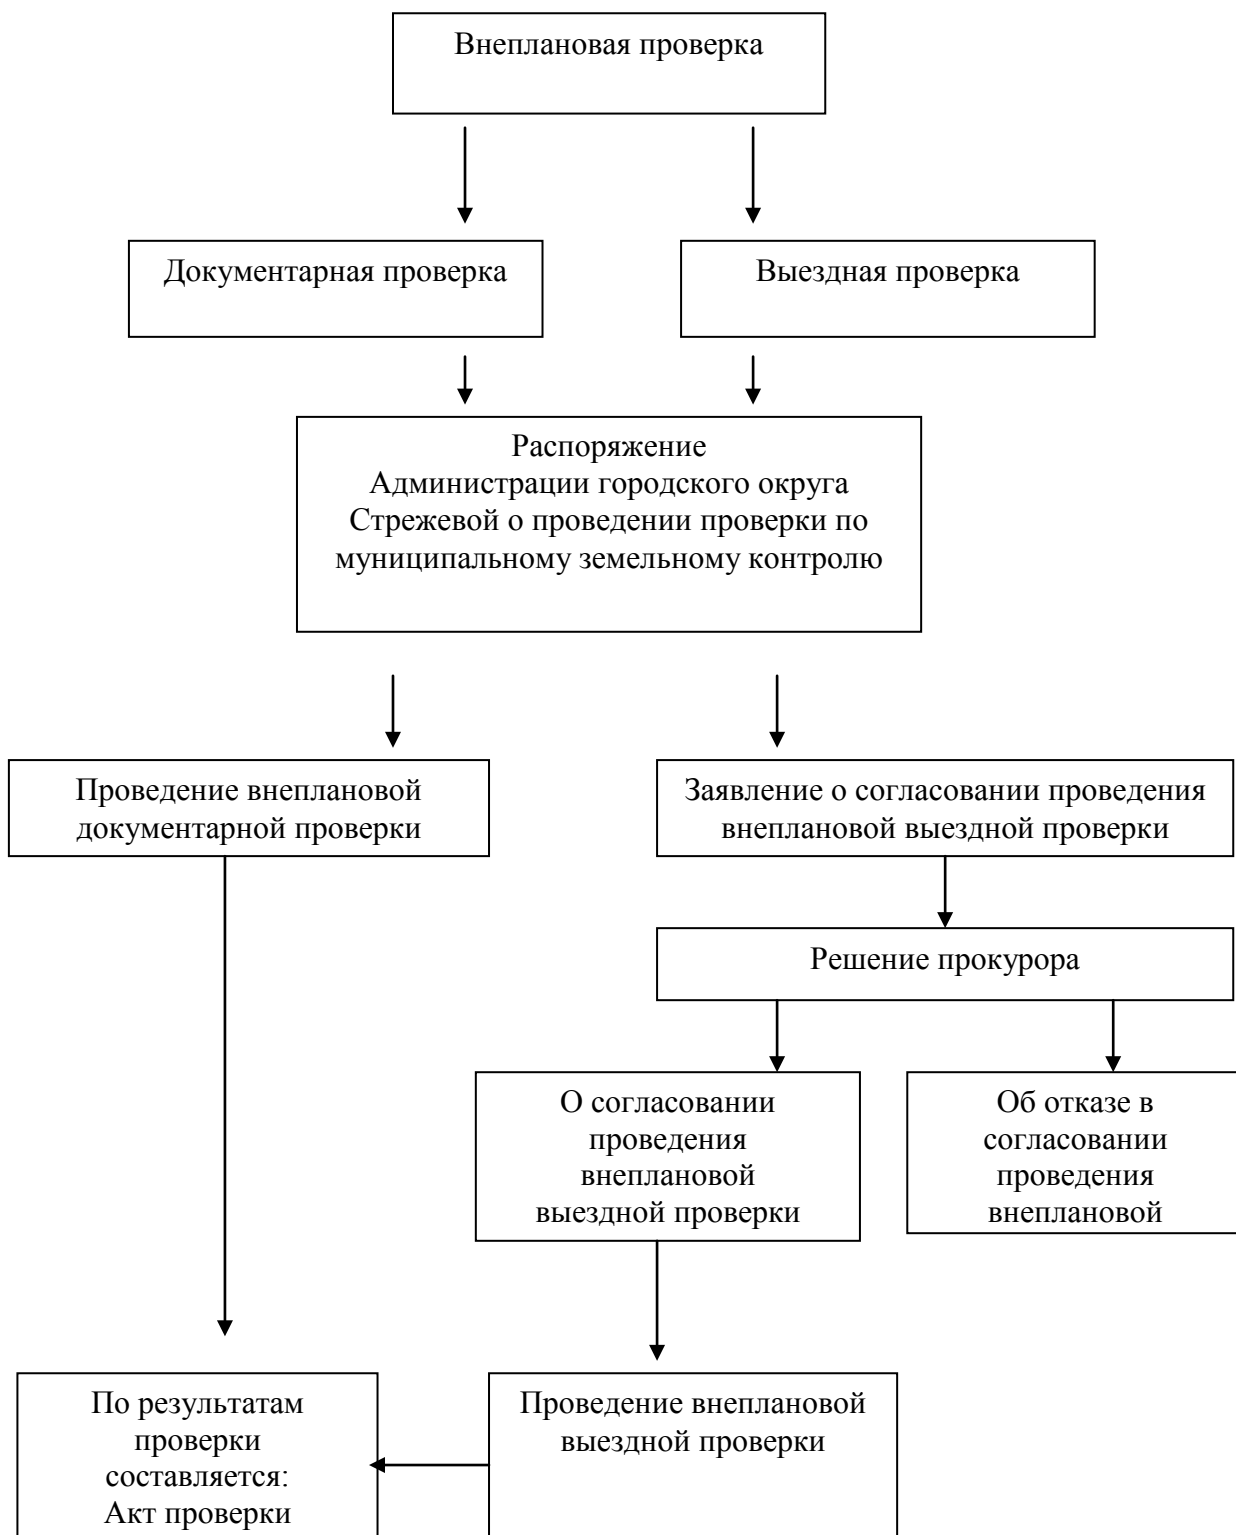 Внеплановая проверка
Документарная проверка
Выездная проверка
Распоряжение
Администрации городского округа
Стрежевой о проведении проверки по
муниципальному земельному контролю
Проведение внеплановой
документарной проверки
Заявление о согласовании проведения
внеплановой выездной проверки
Решение прокурора
О согласовании
проведения
внеплановой
выездной проверки
Об отказе в
согласовании
проведения
внеплановой
По результатам
проверки
составляется:
Акт проверки
Проведение внеплановой
выездной проверки